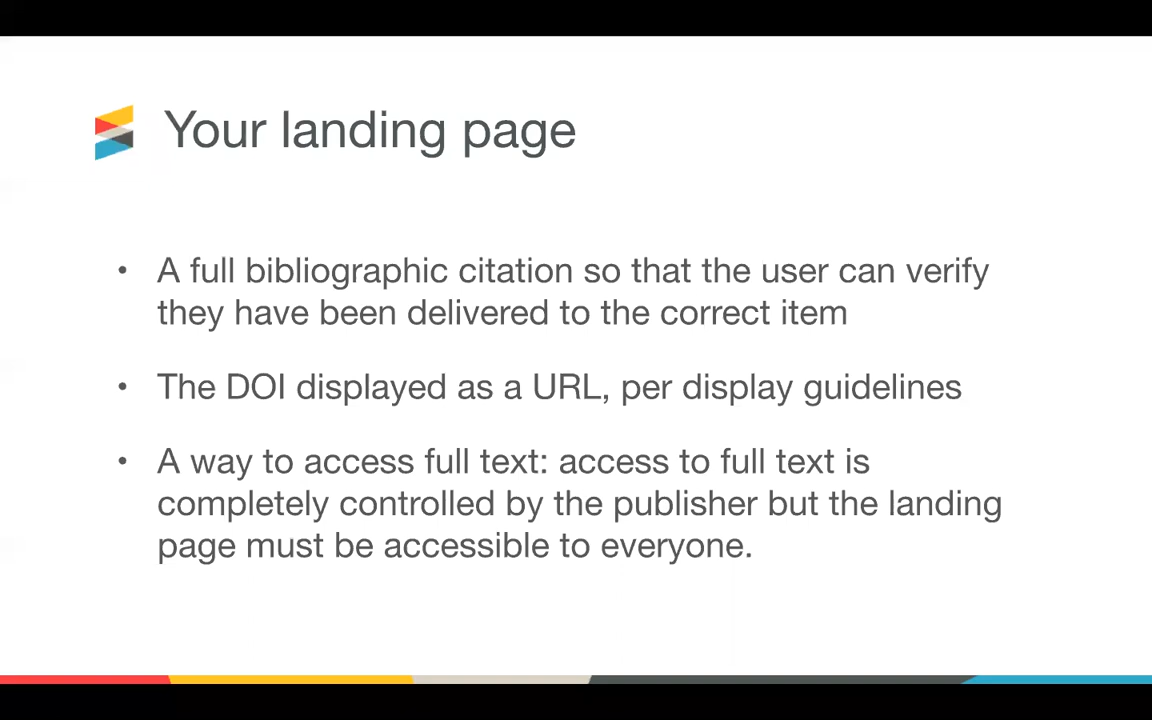 Your landing page
• A full bibliographic citation so that the user can verify
they have been delivered to the correct item
• The DOI displayed as a URL, per display guidelines
• A way to access full text: access to full text is
completely controlled by the publisher but the landing
page must be accessible to everyone.